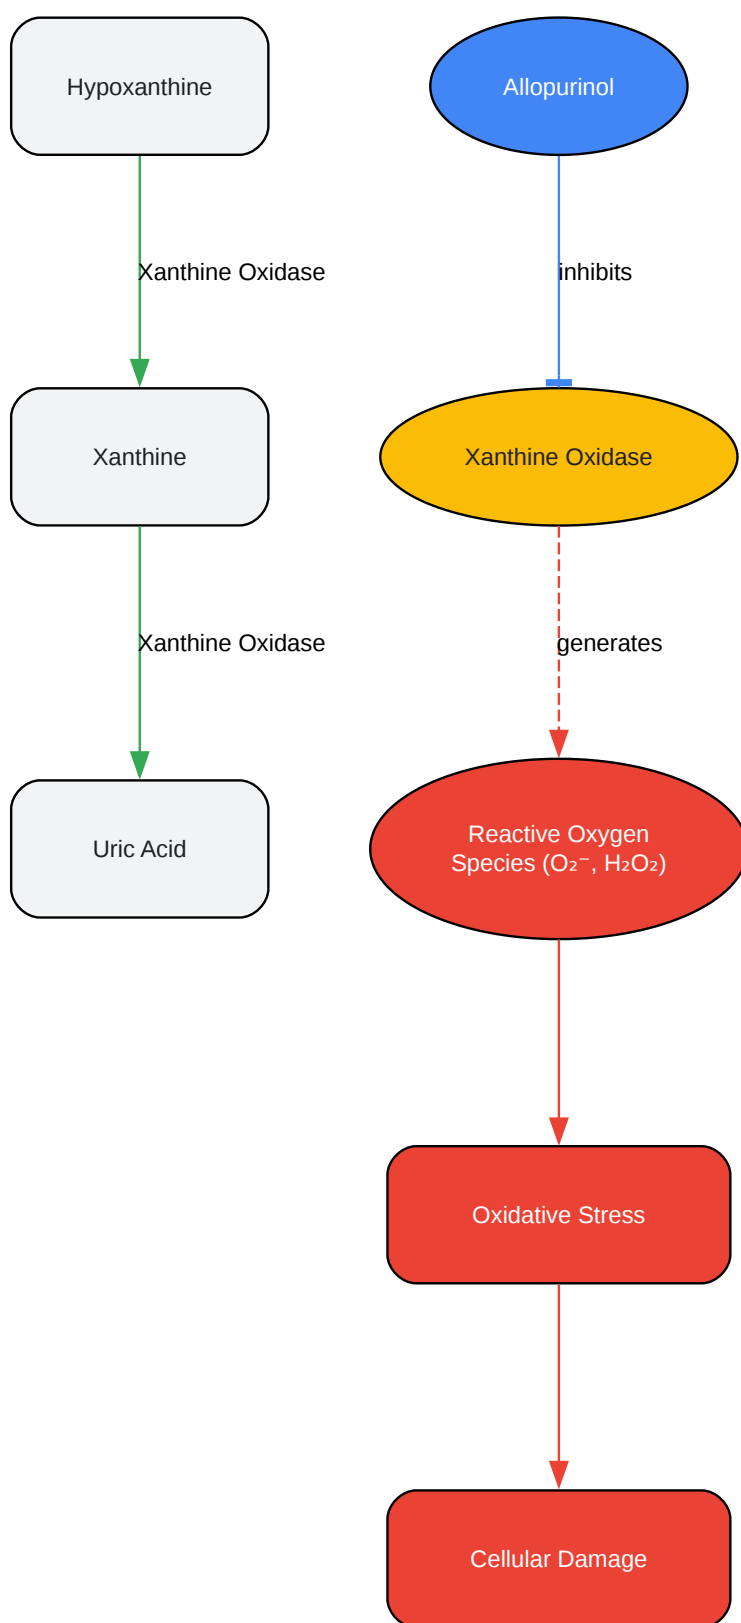 Hypoxanthine
Allopurinol
Xanthine Oxidase
inhibits
Xanthine
Xanthine Oxidase
Xanthine Oxidase
generates
Uric Acid
Reactive Oxygen
Species (O₂⁻, H₂O₂)
Oxidative Stress
Cellular Damage